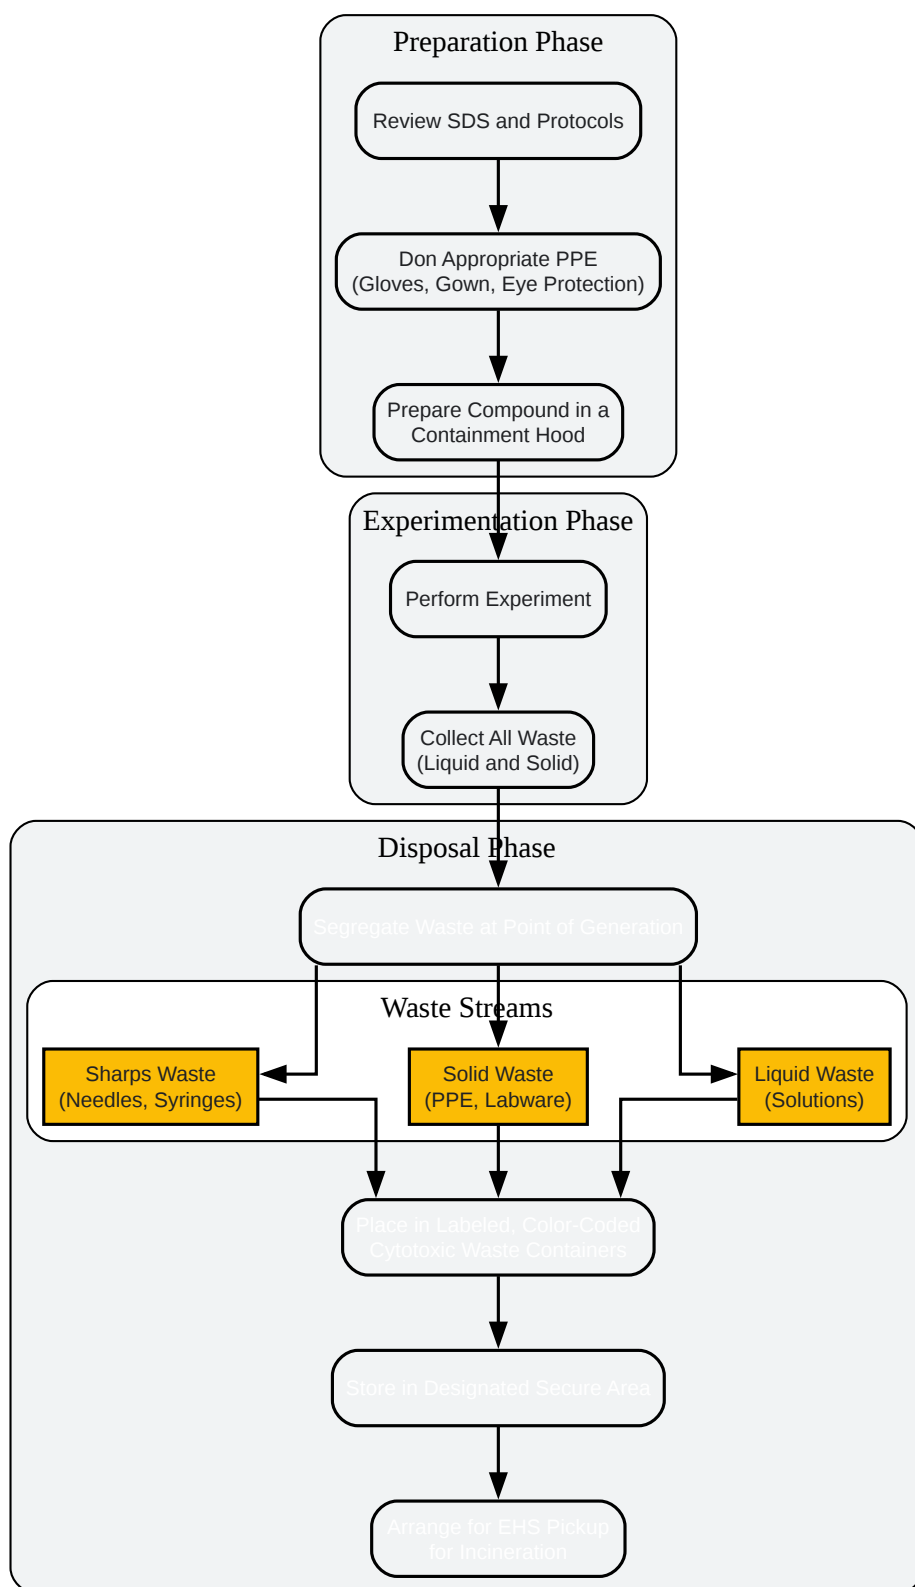 Preparation Phase
Review SDS and Protocols
Don Appropriate PPE
(Gloves, Gown, Eye Protection)
Prepare Compound in a
Containment Hood
Experimentation Phase
Perform Experiment
Collect All Waste
(Liquid and Solid)
Disposal Phase
Segregate Waste at Point of Generation
Waste Streams
Sharps Waste
(Needles, Syringes)
Solid Waste
(PPE, Labware)
Liquid Waste
(Solutions)
Place in Labeled, Color-Coded
Cytotoxic Waste Containers
Store in Designated Secure Area
Arrange for EHS Pickup
for Incineration